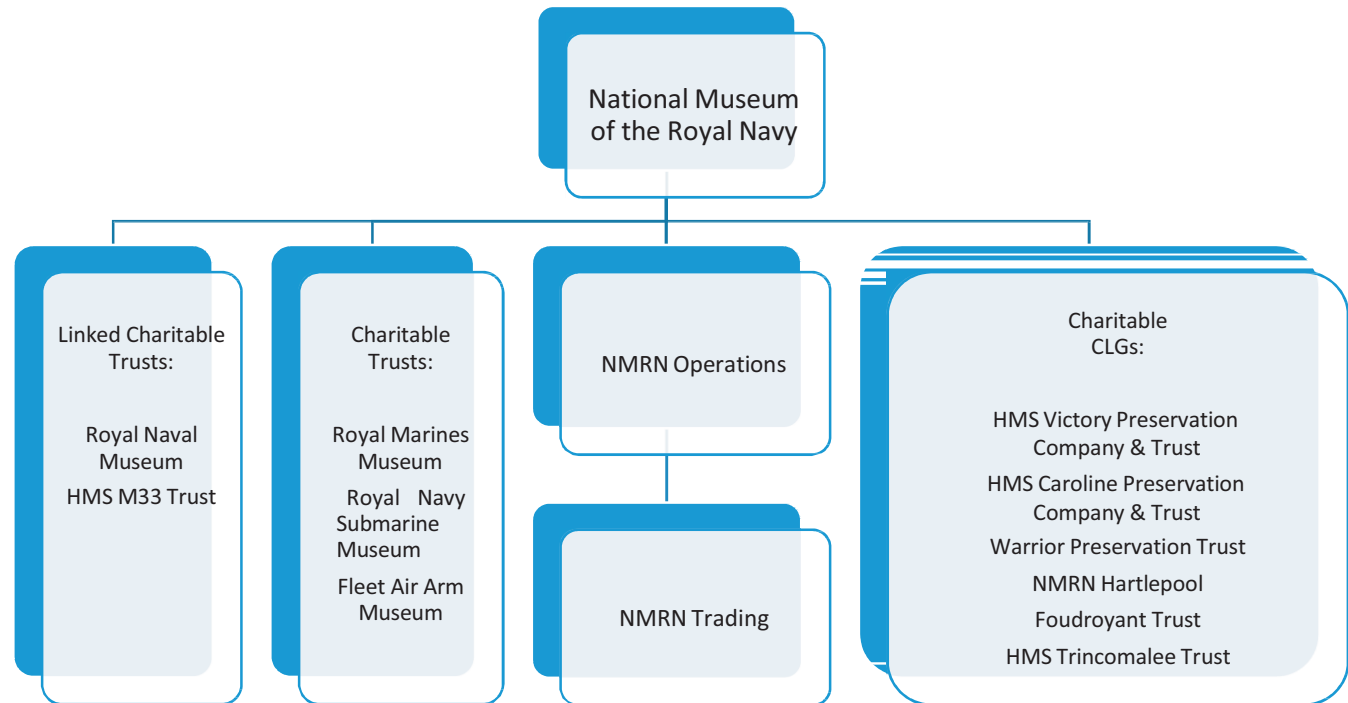 National Museum
of the Royal Navy
Linked Charitable
Trusts:
Royal Naval
Museum
HMS M33 Trust
Charitable
Trusts:
Royal Marines
Museum
Royal Navy
Submarine
Museum
Fleet Air Arm
Museum
NMRN Operations
NMRN Trading
Charitable
CLGs:
HMS Victory Preservation
Company & Trust
HMS Caroline Preservation
Company & Trust
Warrior Preservation Trust
NMRN Hartlepool
Foudroyant Trust
HMS Trincomalee Trust